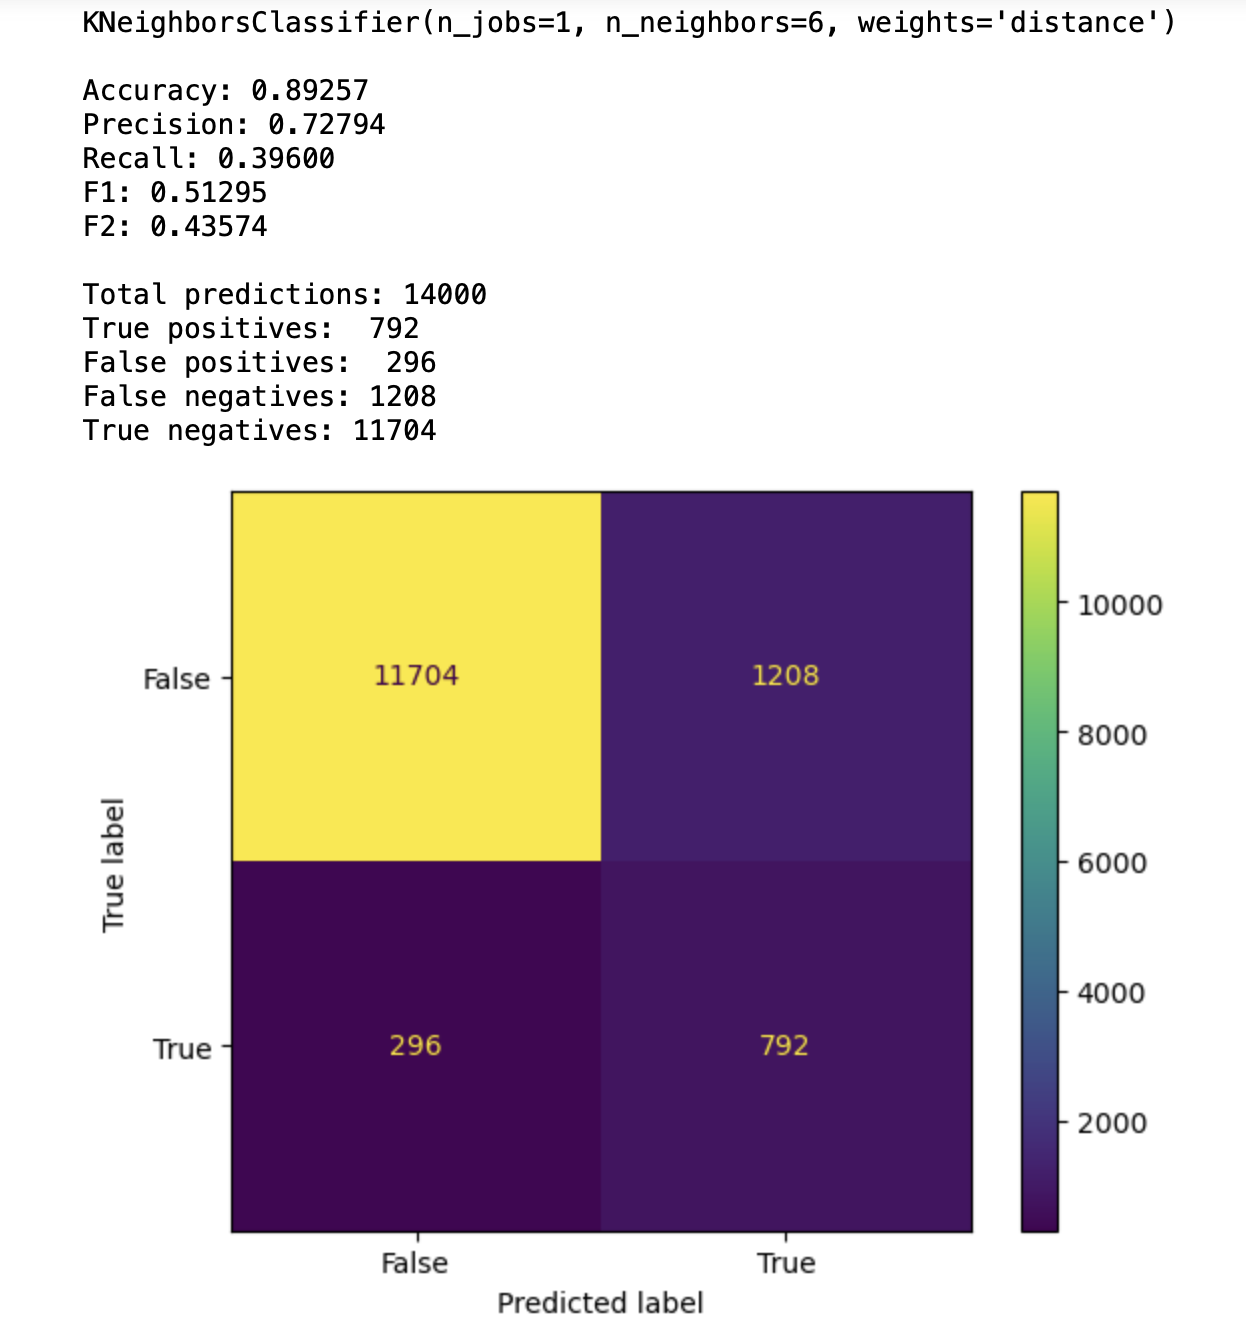 KNeighborsClassifier(n_jobs=1, n_neighbors=6, weights='distance')
Accuracy: 0.89257
Precision: 0.72794
Recall: 0.39600
F1: 0.51295
F2: 0.43574
Total predictions: 14000
True positives:  792
False positives:  296
False negatives: 1208
True negatives: 11704
10000
8000
6000
4000
2000
True label
False
11704
1208
True
296
792
False
True
Predicted label